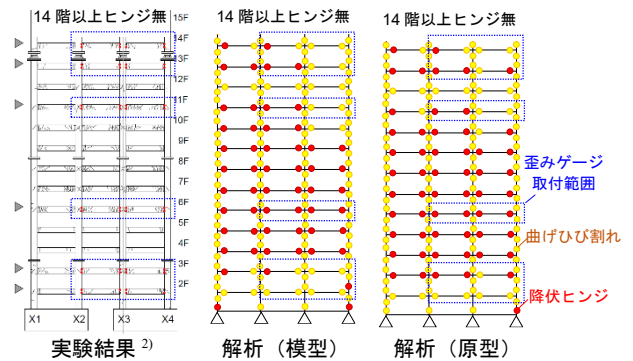 14 階以上ヒンジ無
15F
14F
13F
12F
11F
10F
9F
8F
7F
6F
5F
4F
3F
2F
X1
X2
X3
X4
実験結果 2)
14 階以上ヒンジ無
解析（模型）
14 階以上ヒンジ無
解析（原型）
歪みゲージ
取付範囲
曲げひび割れ
降伏ヒンジ